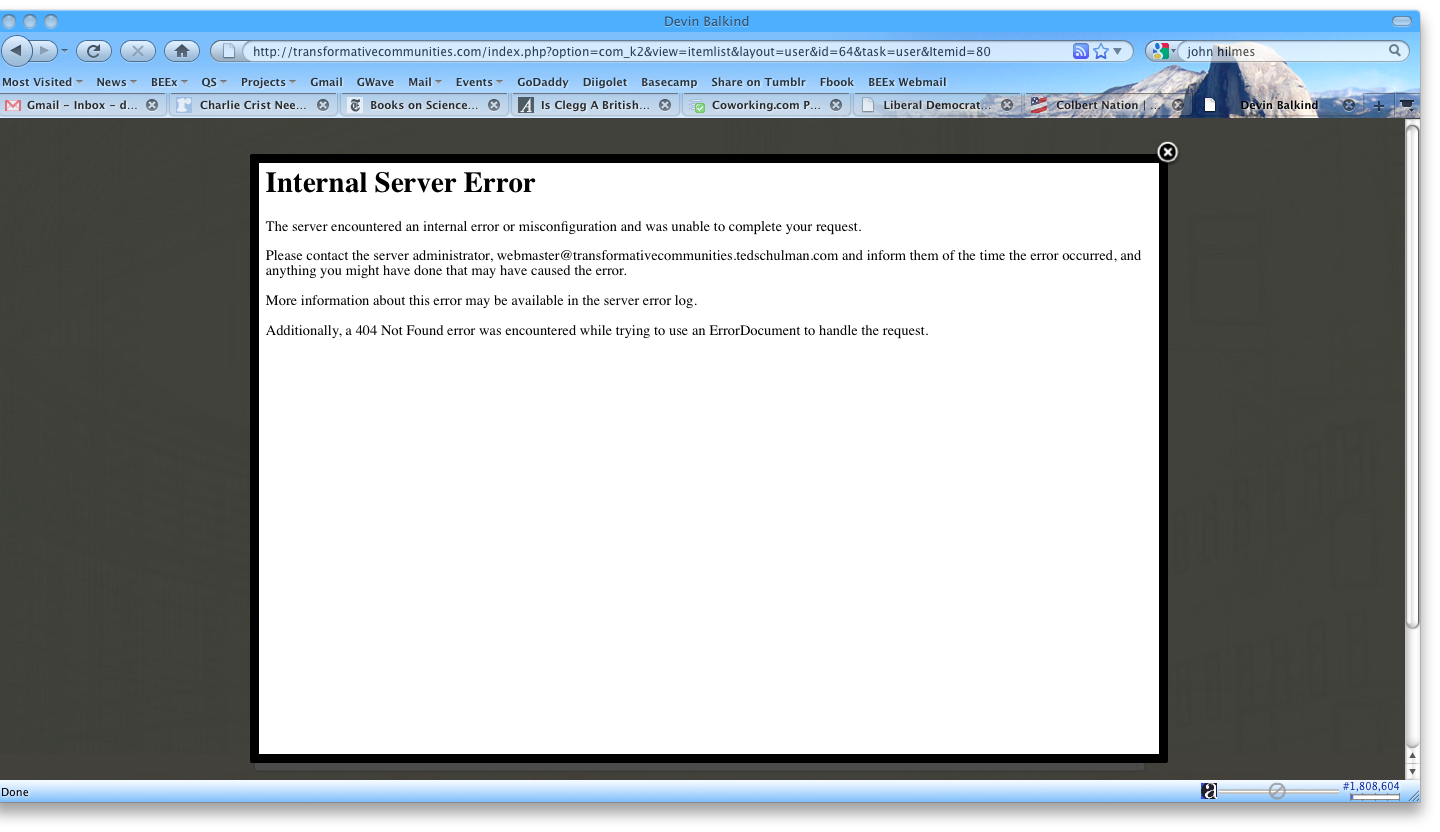 Devin Balkind
http://transformativecommunities.com/index.php?option=com_k2&view=itemlist&layout=user&id=64&task=user&Itemid=80 john hilmes
Most Visited News BEEx QS Projects Gmail GWave Mail Events GoDaddy Diigolet Basecamp Share on Tumblr Fbook BEEx Webmail
Gmail - Inbox - d... Charlie Crist Nee... Books on Science... Is Clegg A British... Coworking.com P... Liberal Democrat... Colbert Nation | ... Devin Balkind
Internal Server Error
The server encountered an internal error or misconfiguration and was unable to complete your request.
Please contact the server administrator, webmaster@transformativecommunities.tedschulman.com and inform them of the time the error occurred, and
anything you might have done that may have caused the error.
More information about this error may be available in the server error log.
Additionally, a 404 Not Found error was encountered while trying to use an ErrorDocument to handle the request.
Done a #1,808,604